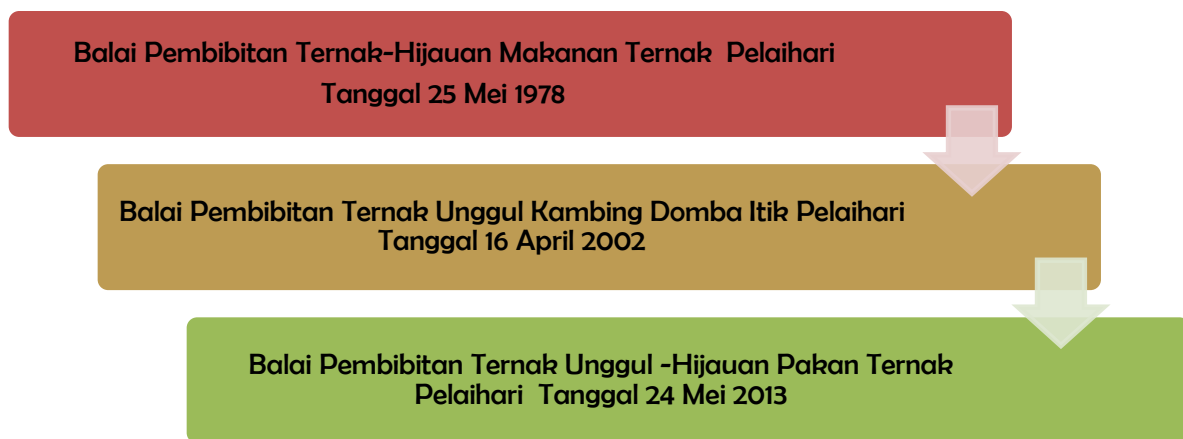 Balai Pembibitan Ternak-Hijauan Makanan Ternak Pelaihari
Tanggal 25 Mei 1978
Balai Pembibitan Ternak Unggul Kambing Domba Itik Pelaihari
Tanggal 16 April 2002
Balai Pembibitan Ternak Unggul -Hijauan Pakan Ternak
Pelaihari Tanggal 24 Mei 2013